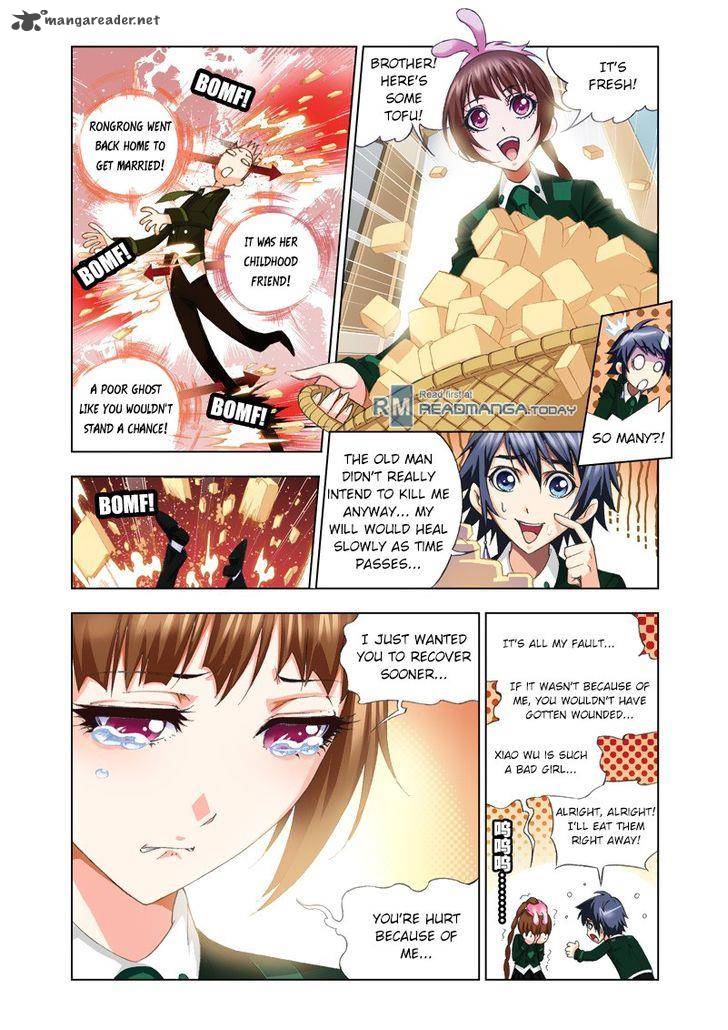 mangareader.net
BOMF!
RONGRONG WENT
BACK HOME TO
GET MARRIED!
BOMF!
IT WAS HER
CHILDHOOD
FRIEND!
A POOR GHOST
LIKE YOU WOULDN'T
STAND A CHANCE!
BOMF!
BROTHER!
HERE'S
SOME
TOFU!
IT'S
FRESH!
RM
Read first at
READMANGA.TODAY
SO MANY?!
BOMF!
THE OLD MAN
DIDN'T REALLY
INTEND TO KILL ME
ANYWAY... MY
WILL WOULD HEAL
SLOWLY AS TIME
PASSES...
I JUST WANTED
YOU TO RECOVER
SOONER...
YOU'RE HURT
BECAUSE OF
ME...
IT'S ALL MY FAULT...
IF IT WASN'T BECAUSE OF
ME, YOU WOULDN'T HAVE
GOTTEN WOUNDED...
XIAO WU IS SUCH
A BAD GIRL...
ALRIGHT, ALRIGHT!
I'LL EAT THEM
RIGHT AWAY!